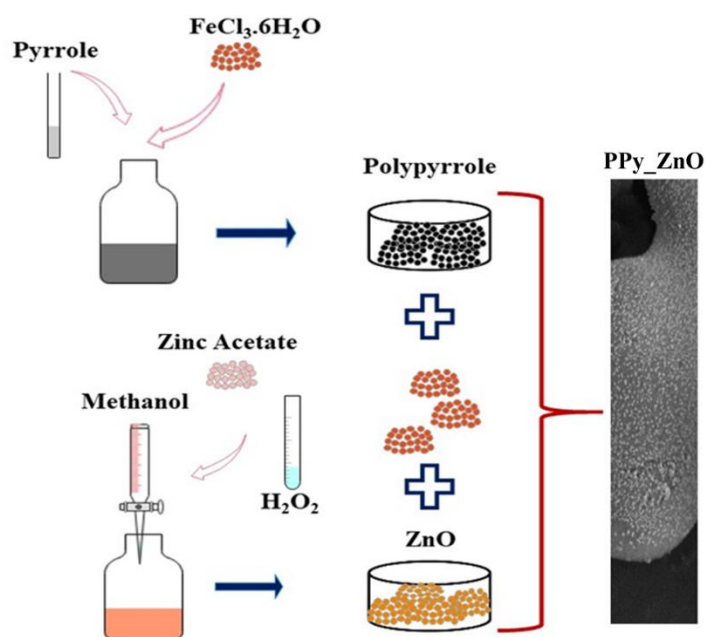 FeCl₃.6H₂O
Pyrrole
Polypyrrole
PPy_ZnO
Zinc Acetate
Methanol
H₂O₂
ZnO